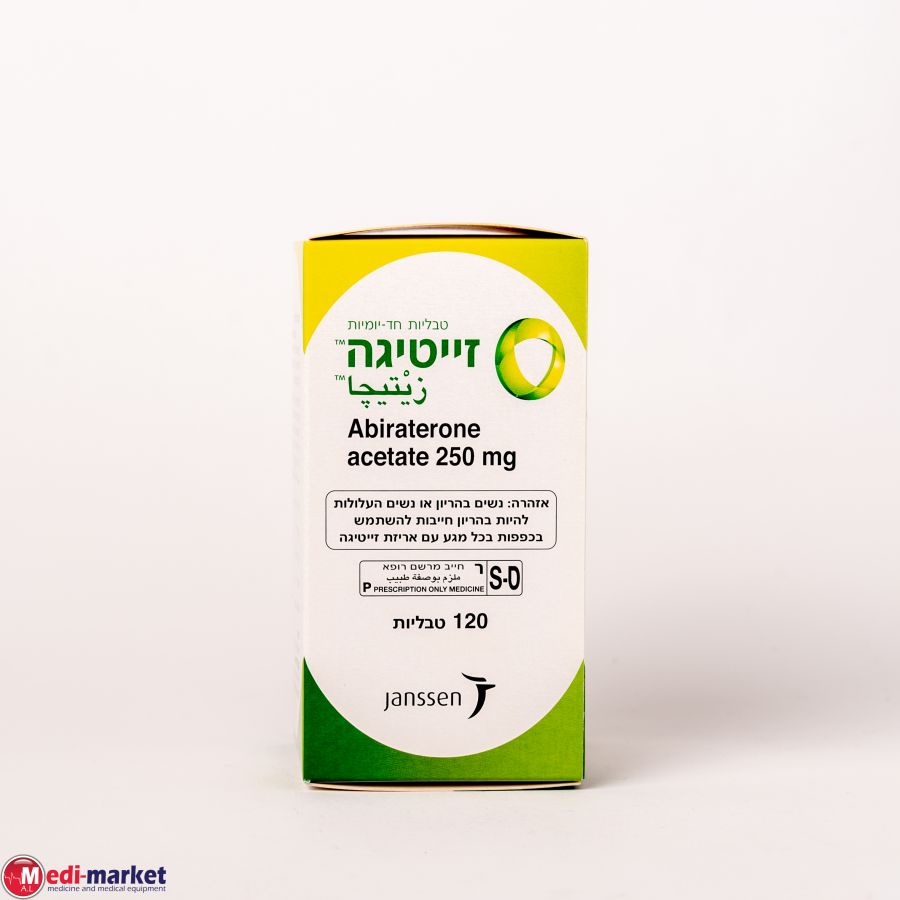 טבליות חד-יומיות
זייטיגה™
زيْتيچا™
Abiraterone
acetate 250 mg
אזהרה: נשים בהריון או נשים העלולות
להיות בהריון חייבות להשתמש
בכפפות בכל מגע עם אריזת זייטיגה
ר חייב מרשם רופא
ملزم بوصفة طبيب
P PRESCRIPTION ONLY MEDICINE
S-D
120 טבליות
janssen
Medi-market
A.L
medicine and medical equipment